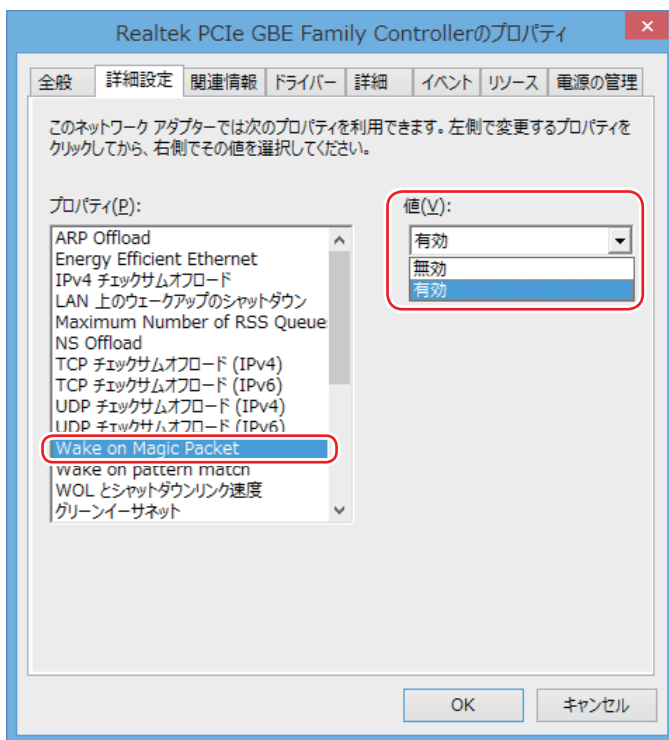 Realtek PCIe GBE Family Controllerのプロパティ
全般 詳細設定 関連情報 ドライバー 詳細 イベント リソース 電源の管理
このネットワーク アダプターでは次のプロパティを利用できます。左側で変更するプロパティを
クリックしてから、右側でその値を選択してください。
プロパティ(P):
ARP Offload
Energy Efficient Ethernet
IPv4 チェックサムオフロード
LAN 上のウェークアップのシャットダウン
Maximum Number of RSS Queue
NS Offload
TCP チェックサムオフロード (IPv4)
TCP チェックサムオフロード (IPv6)
UDP チェックサムオフロード (IPv4)
UDP チェックサムオフロード (IPv6)
Wake on Magic Packet
Wake on pattern match
WOL とシャットダウンリンク速度
グリーンイーサネット
値(V):
有効
無効
有効
OK キャンセル